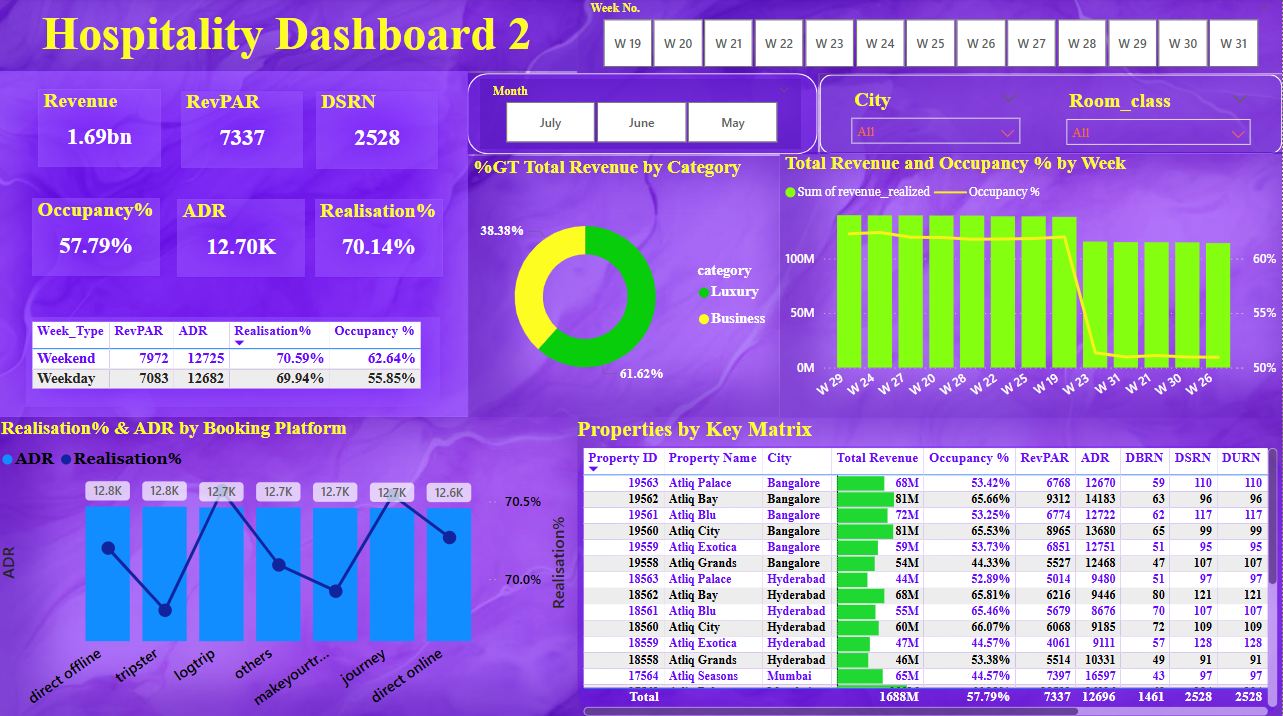 Hospitality Dashboard 2
Week No.
W 19 W 20 W 21 W 22 W 23 W 24 W 25 W 26 W 27 W 28 W 29 W 30 W 31
Revenue
1.69bn
RevPAR
7337
DSRN
2528
Occupancy%
57.79%
ADR
12.70K
Realisation%
70.14%
Month
July June May
City
All
Room_class
All
Week_Type RevPAR ADR Realisation% Occupancy %
Weekend 7972 12725 70.59% 62.64%
Weekday 7083 12682 69.94% 55.85%
%GT Total Revenue by Category
38.38%
61.62%
category
Luxury
Business
Total Revenue and Occupancy % by Week
Sum of revenue_realized Occupancy %
100M
50M
0M
60%
55%
50%
W 29 W 24 W 27 W 20 W 28 W 22 W 25 W 19 W 23 W 31 W 21 W 30 W 26
Realisation% & ADR by Booking Platform
ADR Realisation%
12.8K 12.8K 12.7K 12.7K 12.7K 12.7K 12.6K
70.5%
70.0%
ADR
Realisation%
direct offline tripster logtrip others makeyourtr... journey direct online
Properties by Key Matrix
Property ID Property Name City Total Revenue Occupancy % RevPAR ADR DBRN DSRN DURN
19563 Atliq Palace Bangalore 68M 53.42% 6768 12670 59 110 110
19562 Atliq Bay Bangalore 81M 65.66% 9312 14183 63 96 96
19561 Atliq Blu Bangalore 72M 53.25% 6774 12722 62 117 117
19560 Atliq City Bangalore 81M 65.53% 8965 13680 65 99 99
19559 Atliq Exotica Bangalore 59M 53.73% 6851 12751 51 95 95
19558 Atliq Grands Bangalore 54M 44.33% 5527 12468 47 107 107
18563 Atliq Palace Hyderabad 44M 52.89% 5014 9480 51 97 97
18562 Atliq Bay Hyderabad 68M 65.81% 6216 9446 80 121 121
18561 Atliq Blu Hyderabad 55M 65.46% 5679 8676 70 107 107
18560 Atliq City Hyderabad 60M 66.07% 6068 9185 72 109 109
18559 Atliq Exotica Hyderabad 47M 44.57% 4061 9111 57 128 128
18558 Atliq Grands Hyderabad 46M 53.38% 5514 10331 49 91 91
17564 Atliq Seasons Mumbai 65M 44.57% 7397 16597 43 97 97
Total 1688M 57.79% 7337 12696 1461 2528 2528